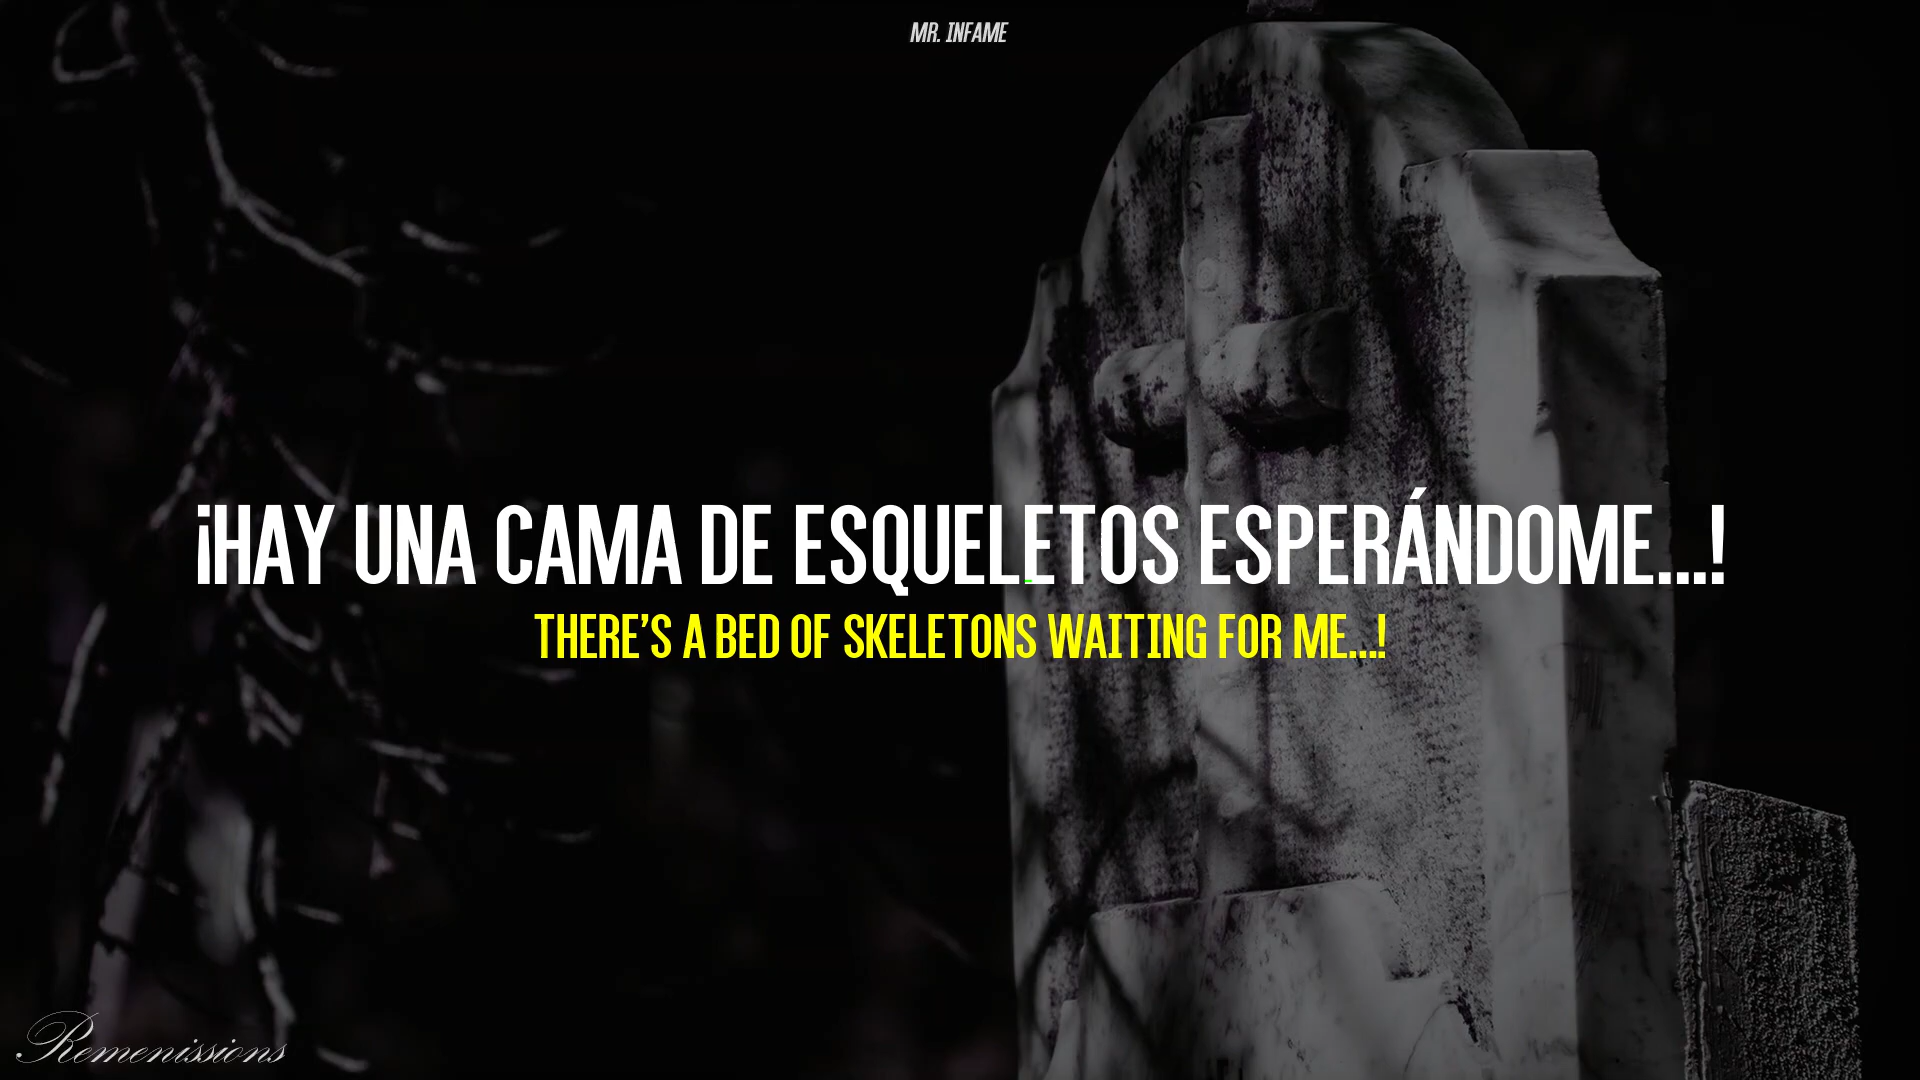 MR. INFAME
¡HAY UNA CAMA DE ESQUELETOS ESPERÁNDOME...!
THERE'S A BED OF SKELETONS WAITING FOR ME...!
Remenissions